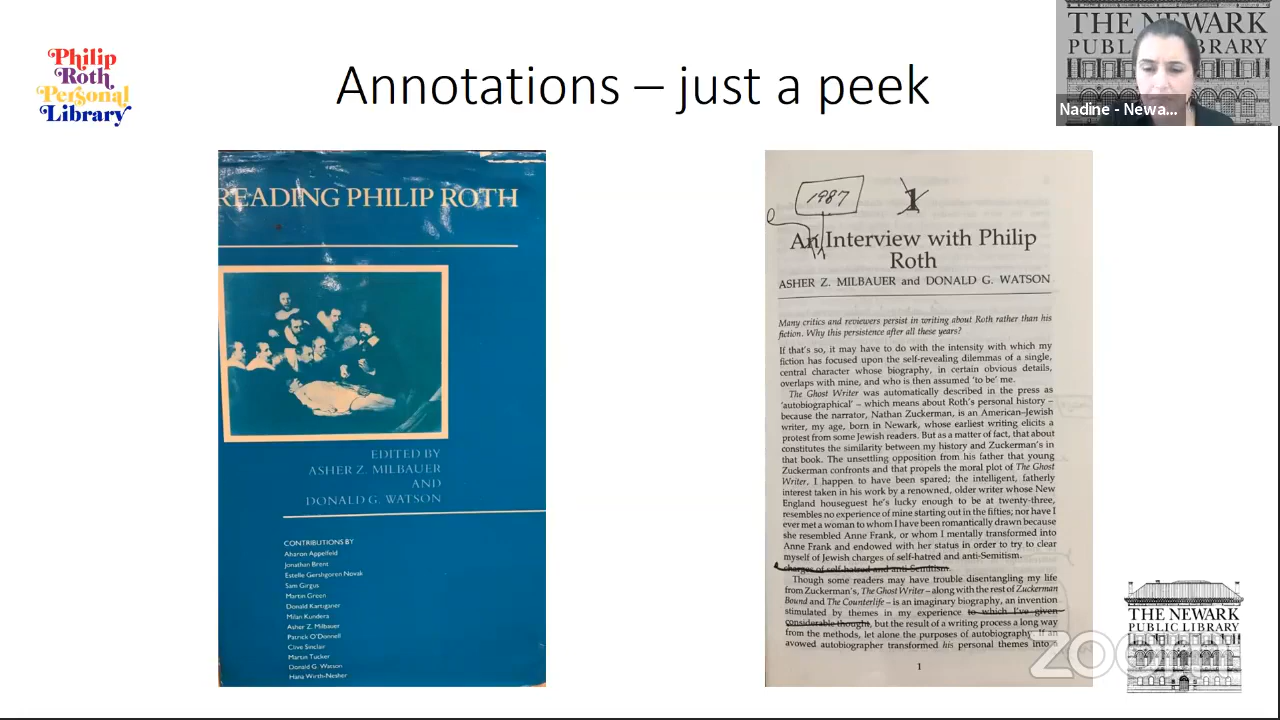 Philip
Roth
Personal
Library
Annotations – just a peek
THE NEWARK
PUBLIC LIBRARY
Nadine - Newa...
READING PHILIP ROTH
EDITED BY
ASHER Z. MILBAUER
AND
DONALD G. WATSON
CONTRIBUTIONS BY
Aharon Appelfeld
Jonathan Brent
Estelle Gershgoren Novak
Sam Girgus
Martin Green
Donald Kartiganer
Milan Kundera
Asher Z. Milbauer
Patrick O'Donnell
Clive Sinclair
Martin Tucker
Donald G. Watson
Hana Wirth-Nesher
1987
1
An Interview with Philip
Roth
ASHER Z. MILBAUER and DONALD G. WATSON
Many critics and reviewers persist in writing about Roth rather than his
fiction. Why this persistence after all these years?
If that's so, it may have to do with the intensity with which my
fiction has focused upon the self-revealing dilemmas of a single,
central character whose biography, in certain obvious details,
overlaps with mine, and who is then assumed 'to be' me.
The Ghost Writer was automatically described in the press as
'autobiographical' – which means about Roth's personal history –
because the narrator, Nathan Zuckerman, is an American-Jewish
writer, my age, born in Newark, whose earliest writing elicits a
protest from some Jewish readers. But as a matter of fact, that about
constitutes the similarity between my history and Zuckerman's in
that book. The unsettling opposition from his father that young
Zuckerman confronts and that propels the moral plot of The Ghost
Writer, I happen to have been spared; the intelligent, fatherly
interest taken in his work by a renowned, older writer whose New
England houseguest he's lucky enough to be at twenty-three,
resembles no experience of mine starting out in the fifties; nor have I
ever met a woman to whom I have been romantically drawn because
she resembled Anne Frank, or whom I mentally transformed into
Anne Frank and endowed with her status in order to try to clear
myself of Jewish charges of self-hatred and anti-Semitism.
charges of self-hatred and anti-Semitism.
Though some readers may have trouble disentangling my life
from Zuckerman's, The Ghost Writer – along with the rest of Zuckerman
Bound and The Counterlife – is an imaginary biography, an invention
stimulated by themes in my experience to which I've given
considerable thought, but the result of a writing process a long way
from the methods, let alone the purposes of autobiography. If an
avowed autobiographer transformed his personal themes into a
1
zoom
THE NEWARK
PUBLIC LIBRARY